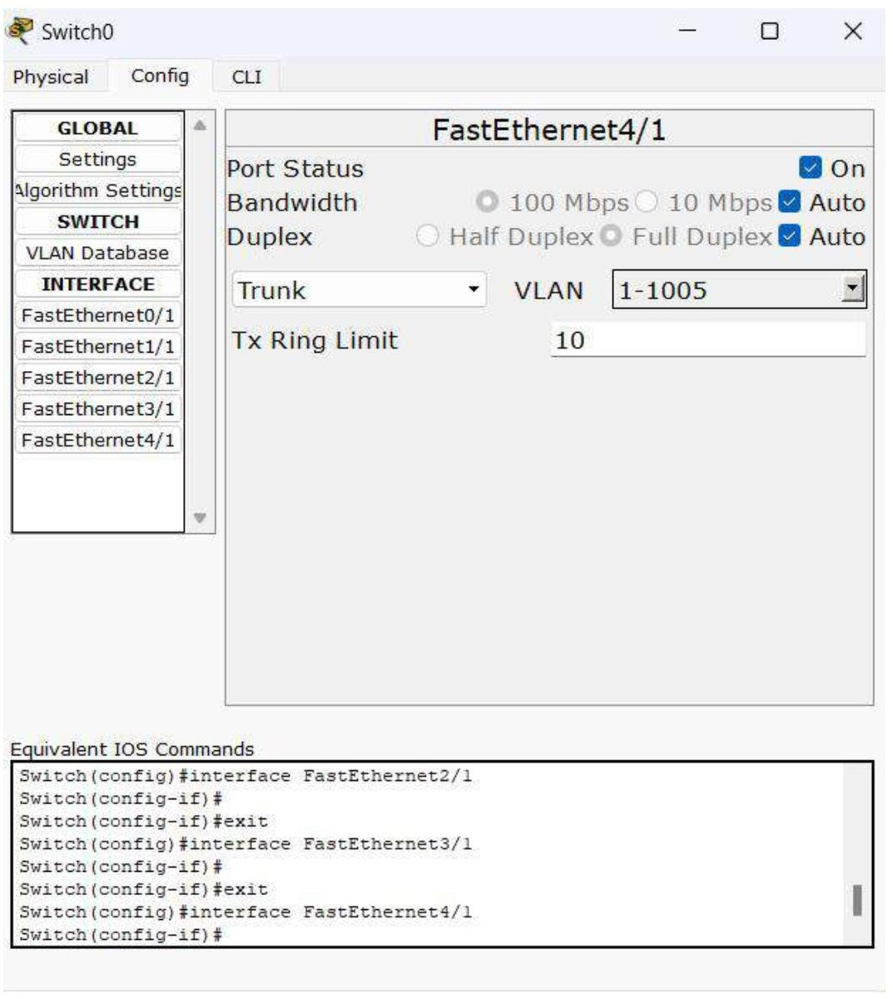 Switch0
Physical Config CLI
GLOBAL
Settings
Algorithm Settings
SWITCH
VLAN Database
INTERFACE
FastEthernet0/1
FastEthernet1/1
FastEthernet2/1
FastEthernet3/1
FastEthernet4/1
FastEthernet4/1
Port Status On
Bandwidth 100 Mbps 10 Mbps Auto
Duplex Half Duplex Full Duplex Auto
Trunk VLAN 1-1005
Tx Ring Limit 10
Equivalent IOS Commands
Switch(config)#interface FastEthernet2/1
Switch(config-if)#
Switch(config-if)#exit
Switch(config)#interface FastEthernet3/1
Switch(config-if)#
Switch(config-if)#exit
Switch(config)#interface FastEthernet4/1
Switch(config-if)#